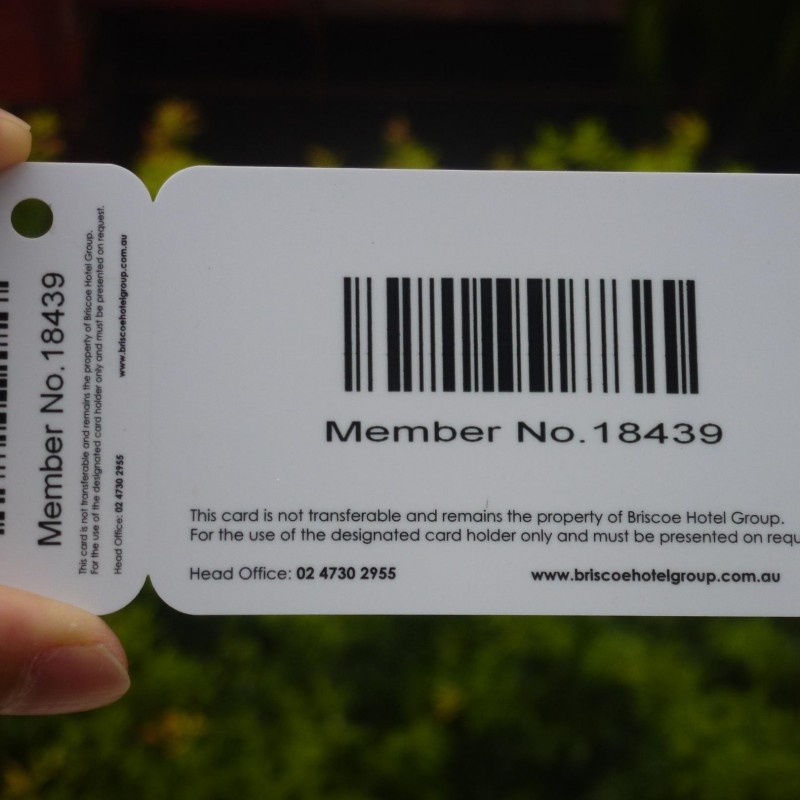 Member No.18439
This card is not transferable and remains the property of Briscoe Hotel Group.
For the use of the designated card holder only and must be presented on request.
Head Office: 02 4730 2955 www.briscoehotelgroup.com.au
Member No.18439
This card is not transferable and remains the property of Briscoe Hotel Group.
For the use of the designated card holder only and must be presented on requ
Head Office: 02 4730 2955 www.briscoehotelgroup.com.au